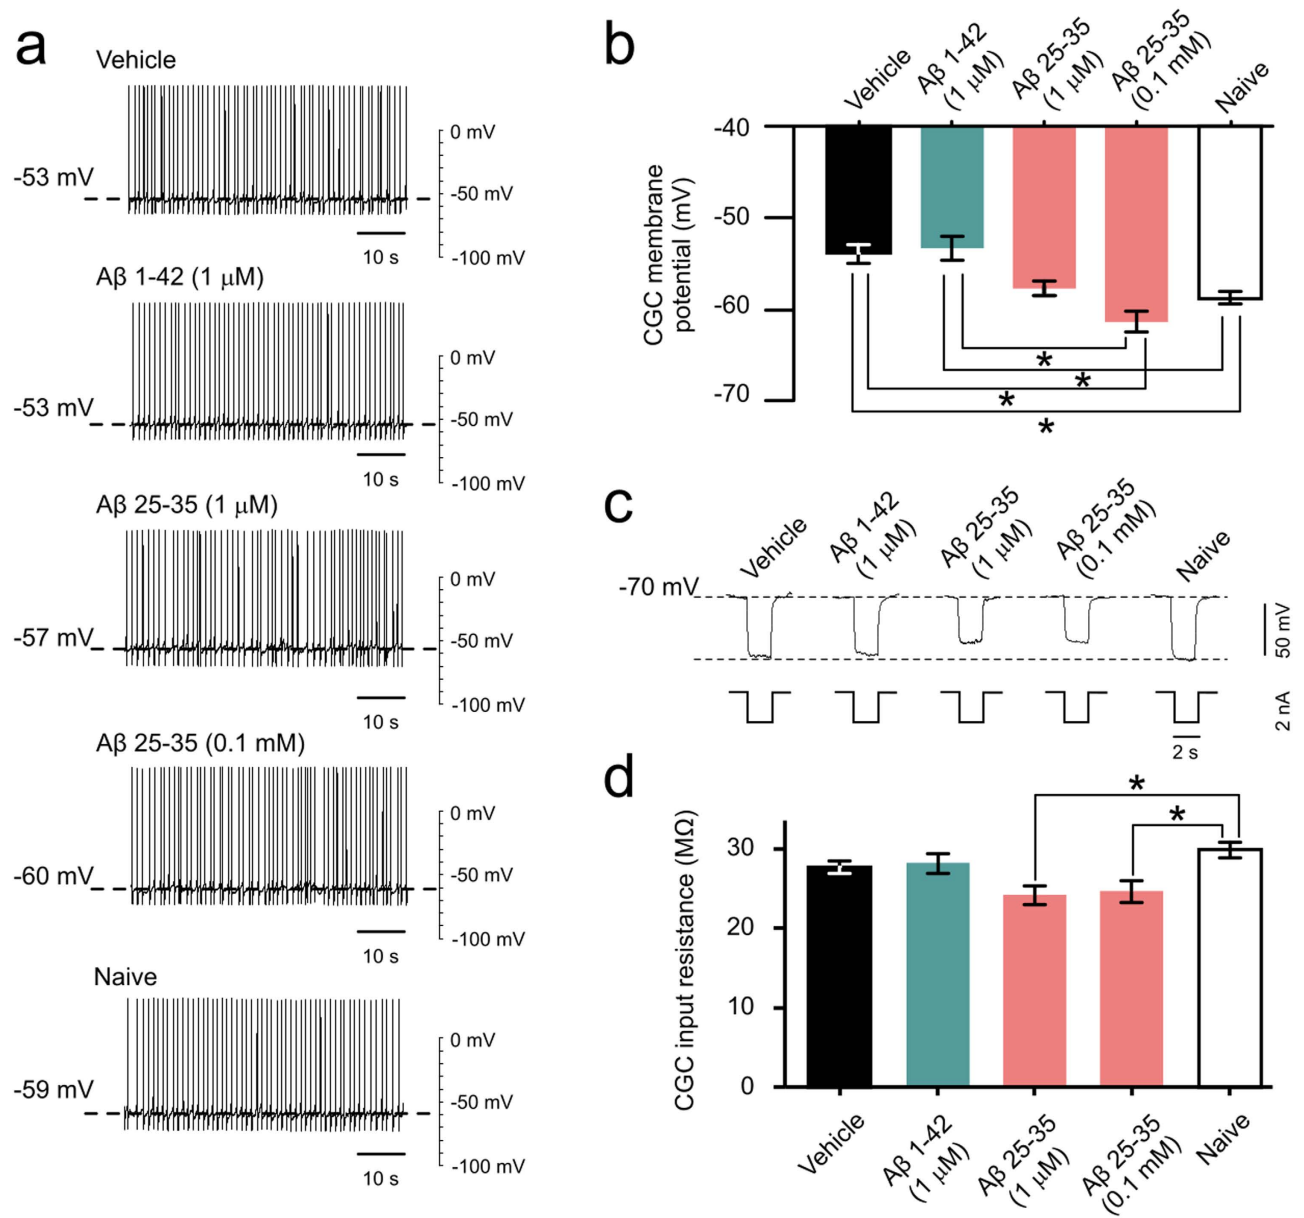 a
Vehicle
0 mV
-53 mV
-50 mV
10 s
-100 mV
Aβ 1-42 (1 μM)
0 mV
-53 mV
-50 mV
10 s
-100 mV
Aβ 25-35 (1 μM)
0 mV
-57 mV
-50 mV
10 s
-100 mV
Aβ 25-35 (0.1 mM)
0 mV
-60 mV
-50 mV
10 s
-100 mV
Naive
0 mV
-59 mV
-50 mV
10 s
-100 mV
b
Vehicle
Aβ 1-42
(1 μM)
Aβ 25-35
(1 μM)
Aβ 25-35
(0.1 mM)
Naive
CGC membrane
potential (mV)
-40
-50
-60
-70
*
*
*
*
c
Vehicle
Aβ 1-42
(1 μM)
Aβ 25-35
(1 μM)
Aβ 25-35
(0.1 mM)
Naive
-70 mV
50 mV
2 nA
2 s
d
CGC input resistance (MΩ)
30
20
10
0
*
*
Vehicle
Aβ 1-42
(1 μM)
Aβ 25-35
(1 μM)
Aβ 25-35
(0.1 mM)
Naive